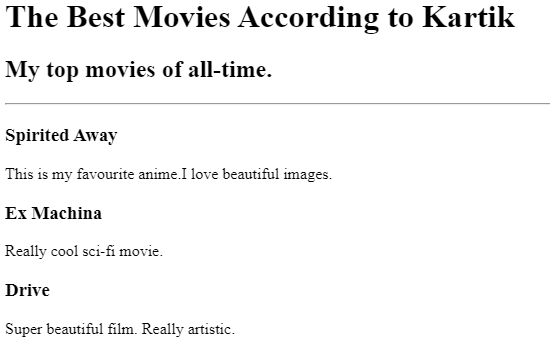 The Best Movies According to Kartik
My top movies of all-time.
Spirited Away
This is my favourite anime.I love beautiful images.
Ex Machina
Really cool sci-fi movie.
Drive
Super beautiful film. Really artistic.